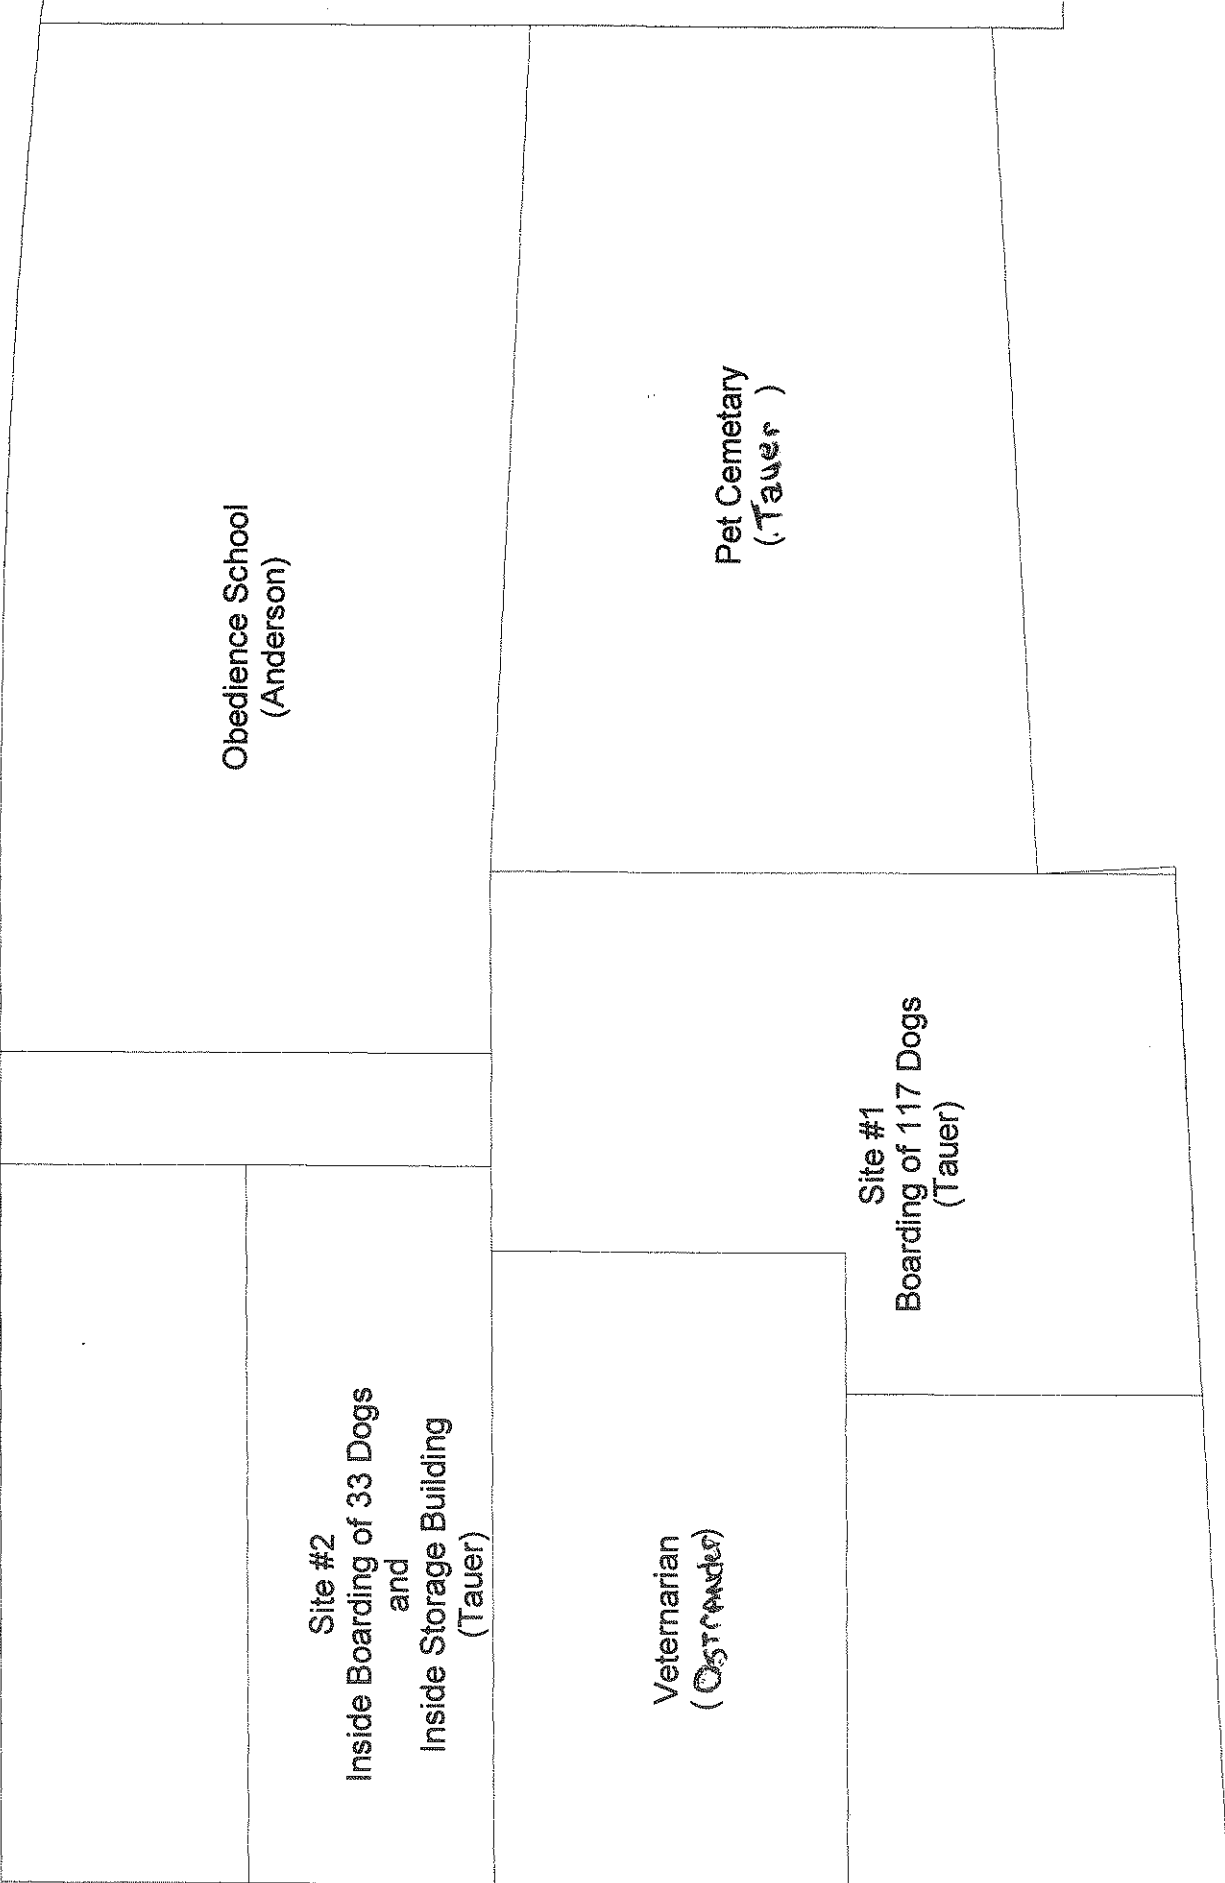 Obedience School
(Anderson)
Pet Cemetary
(Tauer)
Site #2
Inside Boarding of 33 Dogs
and
Inside Storage Building
(Tauer)
Veternarian
(Ostrander)
Site #1
Boarding of 117 Dogs
(Tauer)